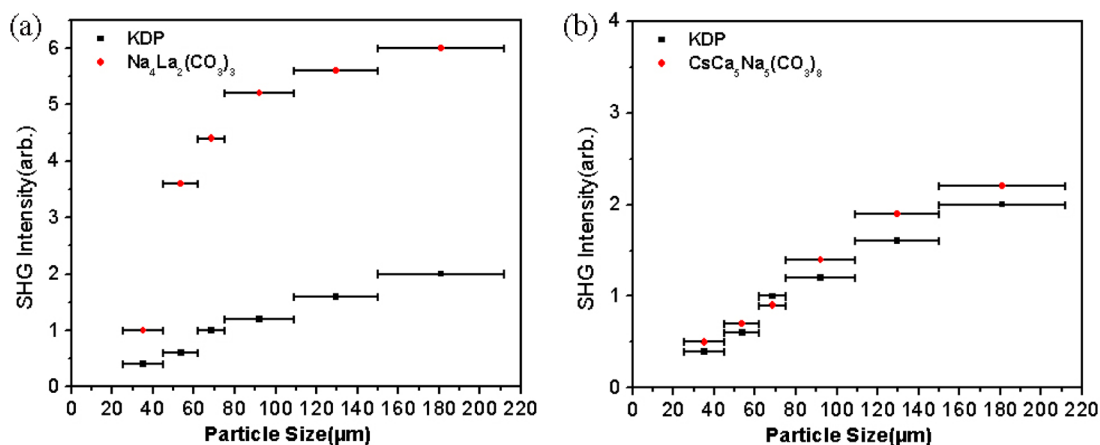 (a)
KDP
Na₄La₂(CO₃)₃
SHG Intensity(arb.)
6
5
4
3
2
1
0
0 20 40 60 80 100 120 140 160 180 200 220
Particle Size(μm)
(b)
KDP
CsCa₅Na₅(CO₃)₈
SHG Intensity(arb.)
4
3
2
1
0
0 20 40 60 80 100 120 140 160 180 200 220
Particle Size(μm)